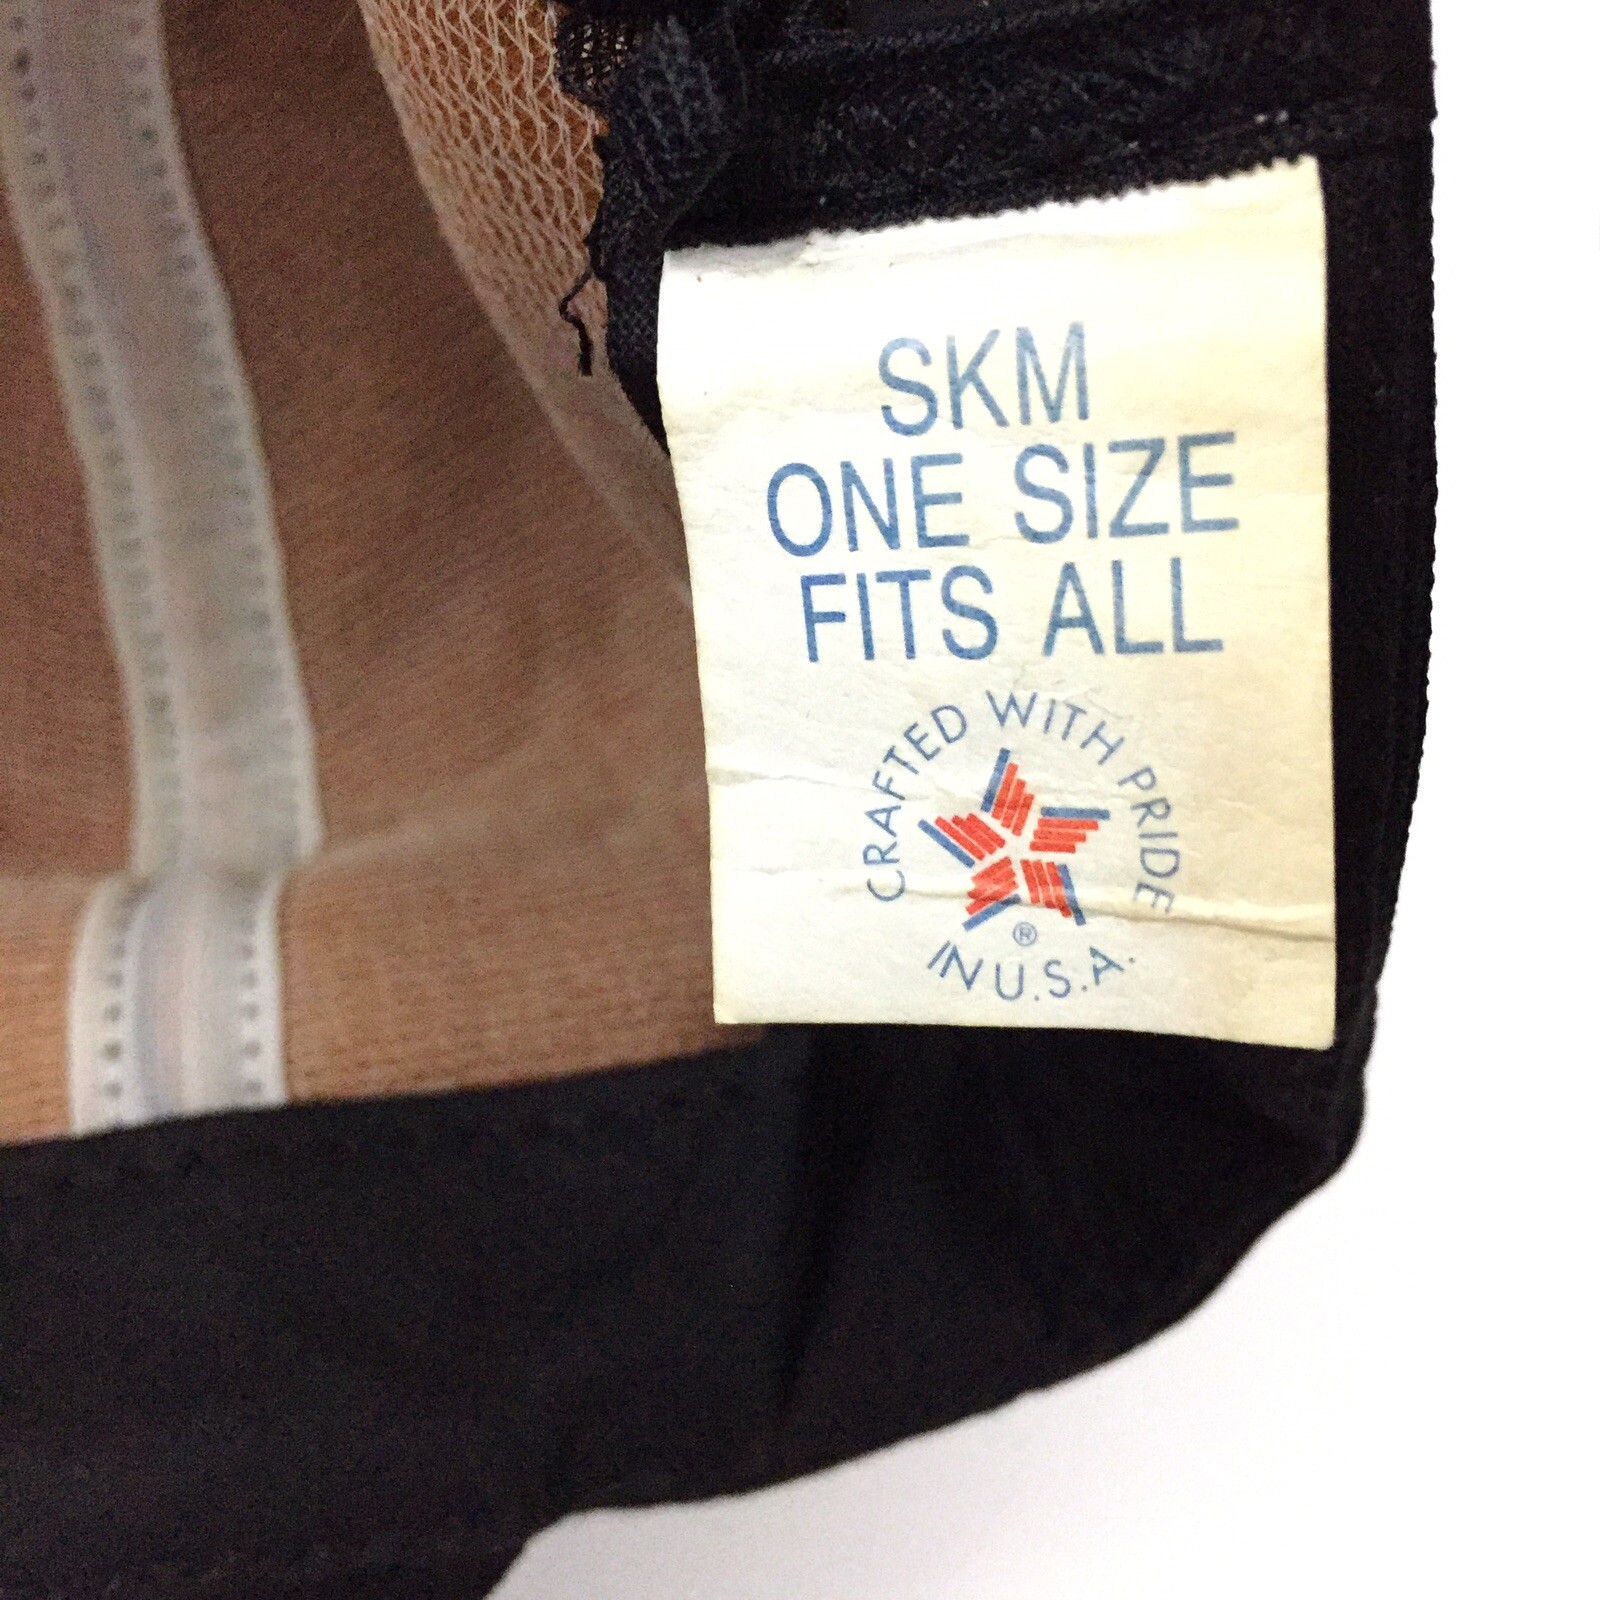 SKM
ONE SIZE
FITS ALL
CRAFTED WITH PRIDE
®
IN U.S.A.